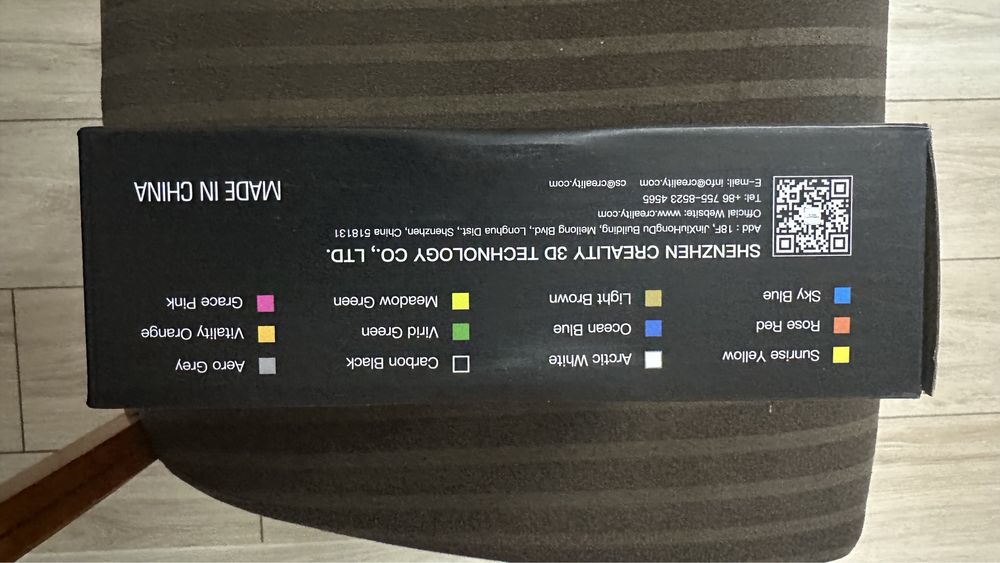 Sunrise Yellow Arctic White Carbon Black Aero Grey
Rose Red Ocean Blue Virid Green Vitality Orange
Sky Blue Light Brown Meadow Green Grace Pink
SHENZHEN CREALITY 3D TECHNOLOGY CO., LTD.
Add : 18F, JinXiuHongDu Building, Meilong Blvd., Longhua Dist., Shenzhen, China 518131
Official Website: www.creality.com
Tel: +86 755-8523 4565
E-mail: info@creality.com cs@creality.com
MADE IN CHINA